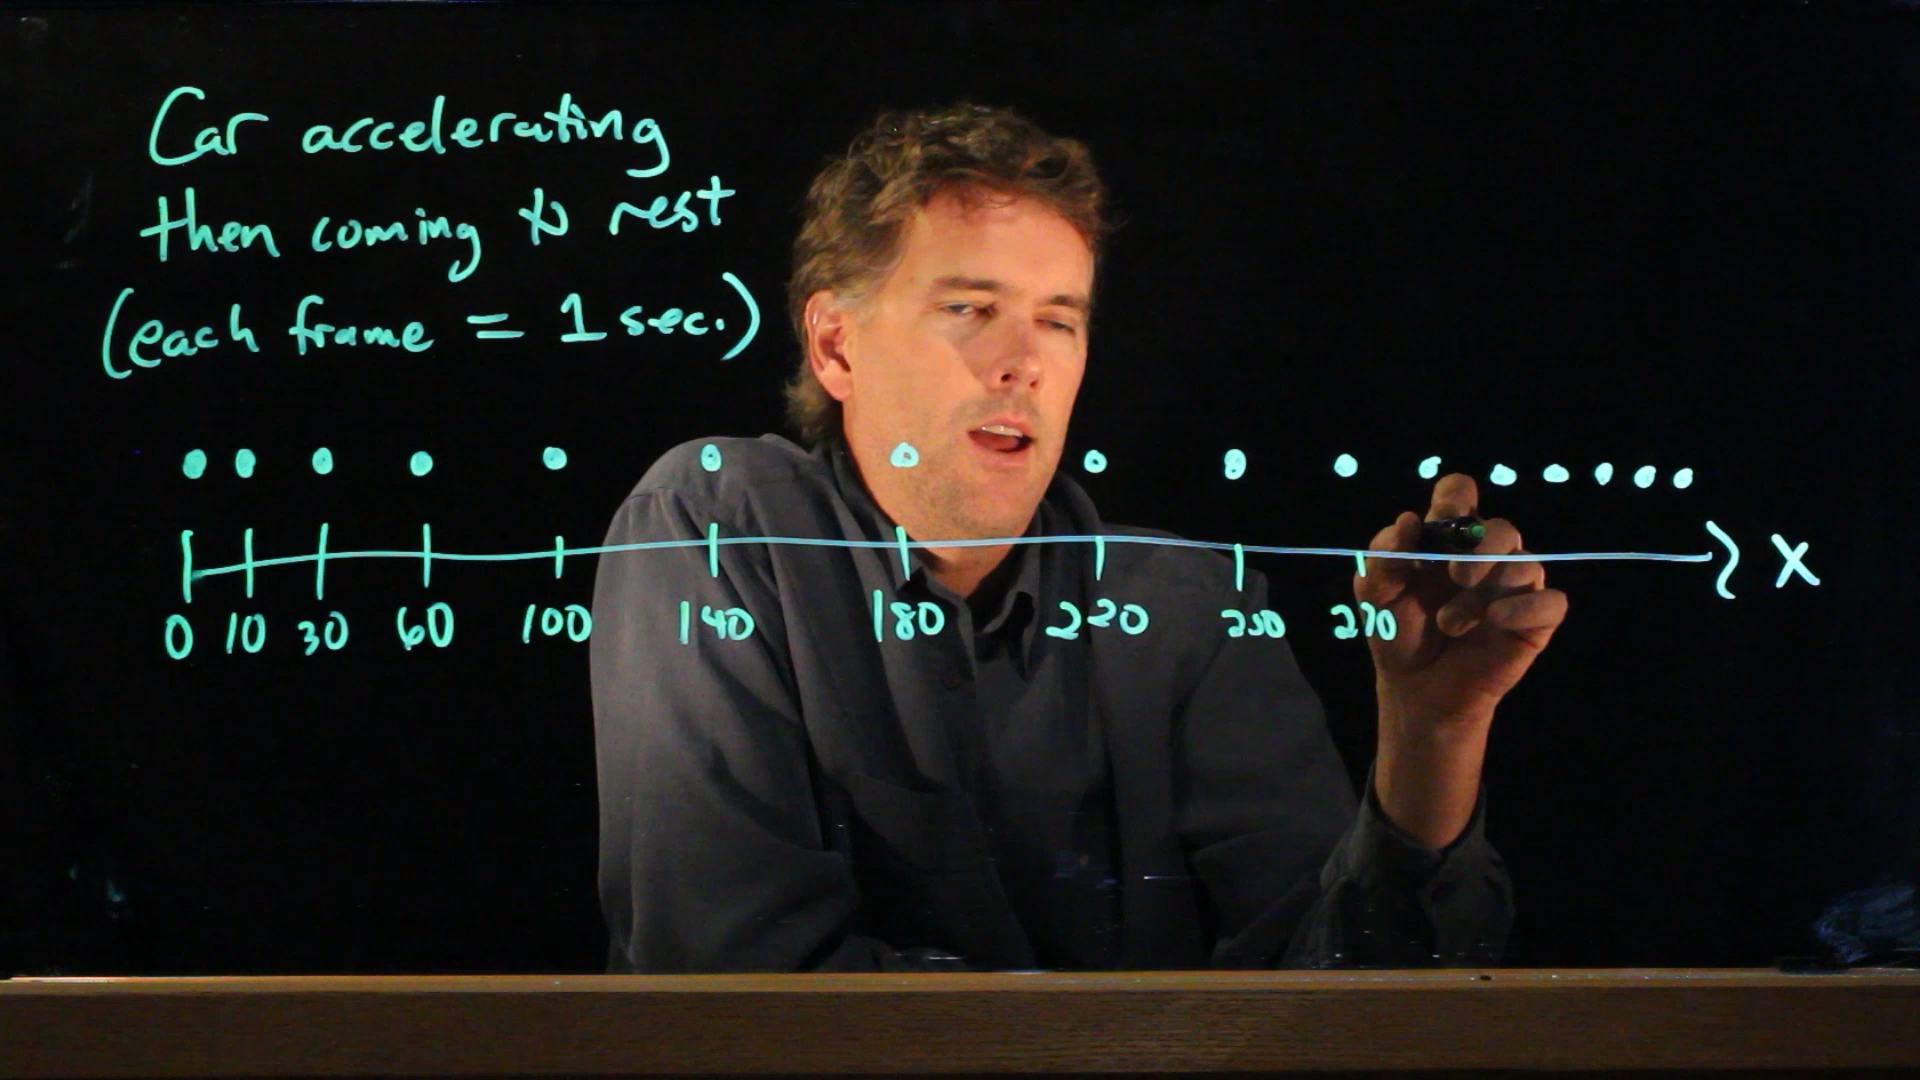 Car accelerating
then coming to rest
(each frame = 1 sec.)
x
0 10 30 60 100 140 180 220 250 270